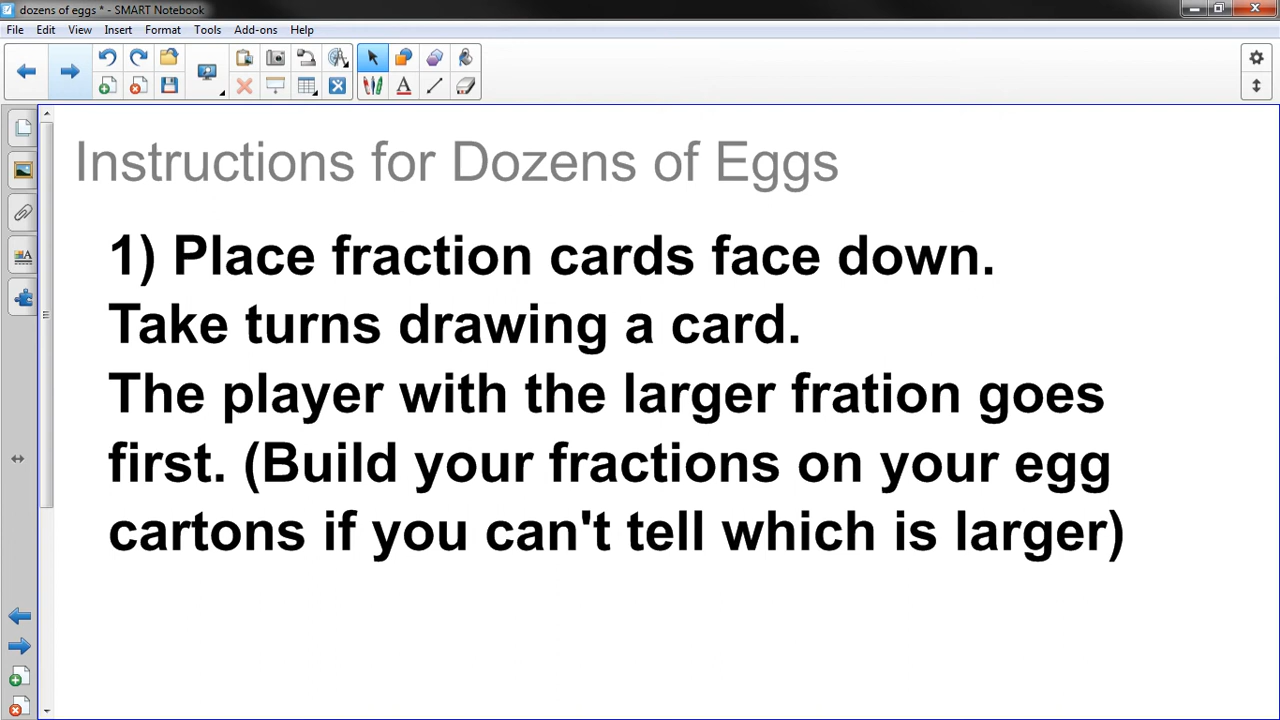 dozens of eggs * - SMART Notebook
File Edit View Insert Format Tools Add-ons Help
Instructions for Dozens of Eggs
1) Place fraction cards face down.
Take turns drawing a card.
The player with the larger fration goes
first. (Build your fractions on your egg
cartons if you can't tell which is larger)